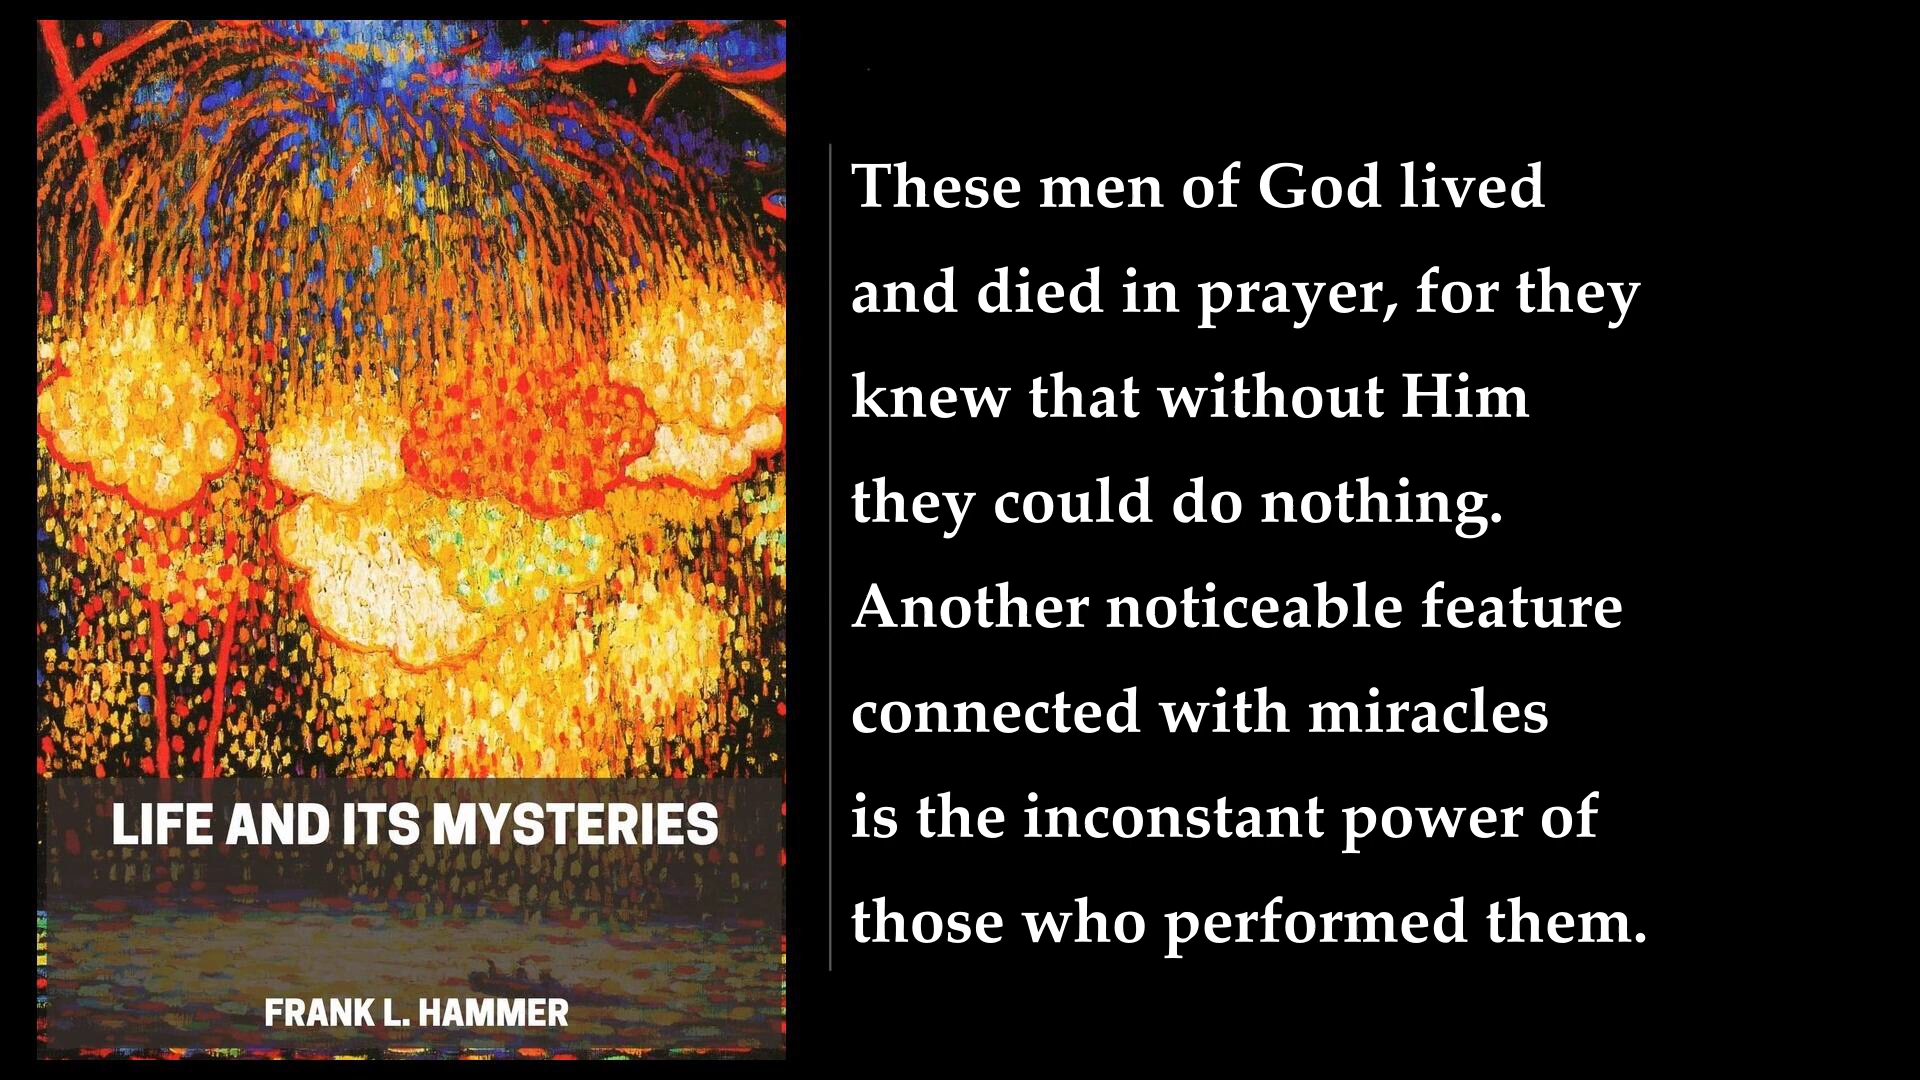 LIFE AND ITS MYSTERIES
FRANK L. HAMMER
These men of God lived
and died in prayer, for they
knew that without Him
they could do nothing.
Another noticeable feature
connected with miracles
is the inconstant power of
those who performed them.